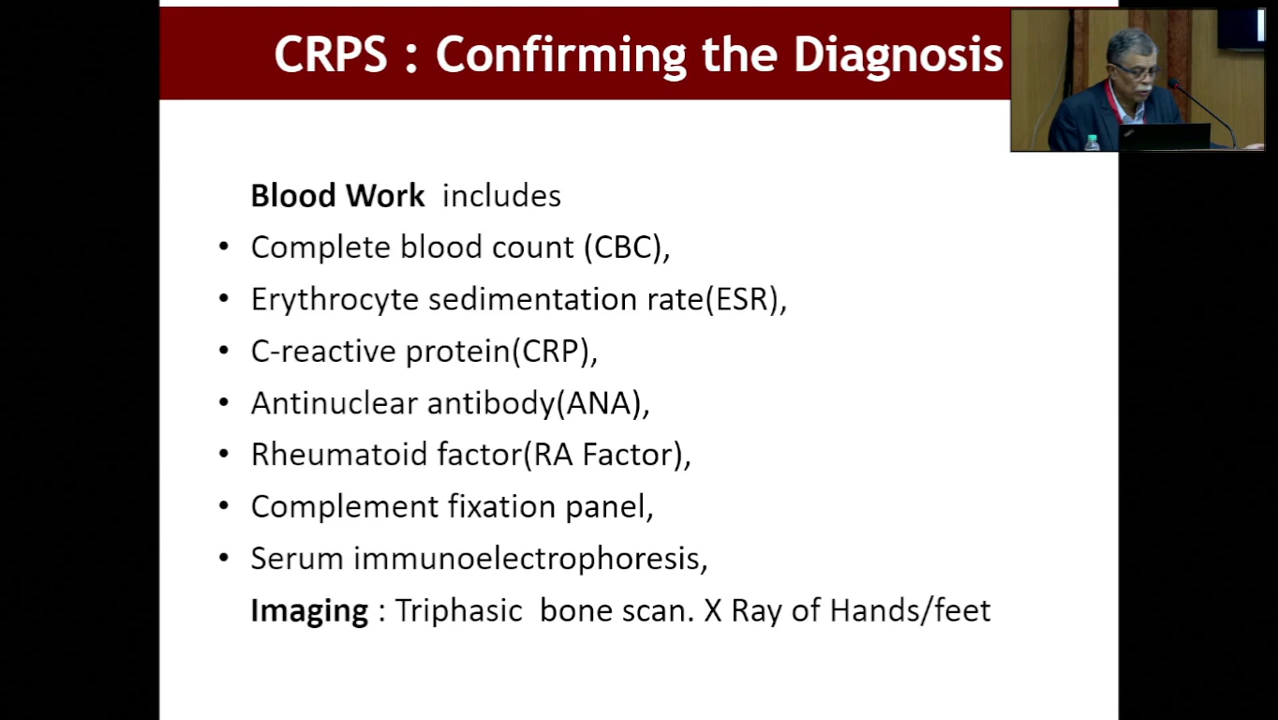 CRPS : Confirming the Diagnosis
Blood Work includes
• Complete blood count (CBC),
• Erythrocyte sedimentation rate(ESR),
• C-reactive protein(CRP),
• Antinuclear antibody(ANA),
• Rheumatoid factor(RA Factor),
• Complement fixation panel,
• Serum immunoelectrophoresis,
Imaging : Triphasic bone scan. X Ray of Hands/feet